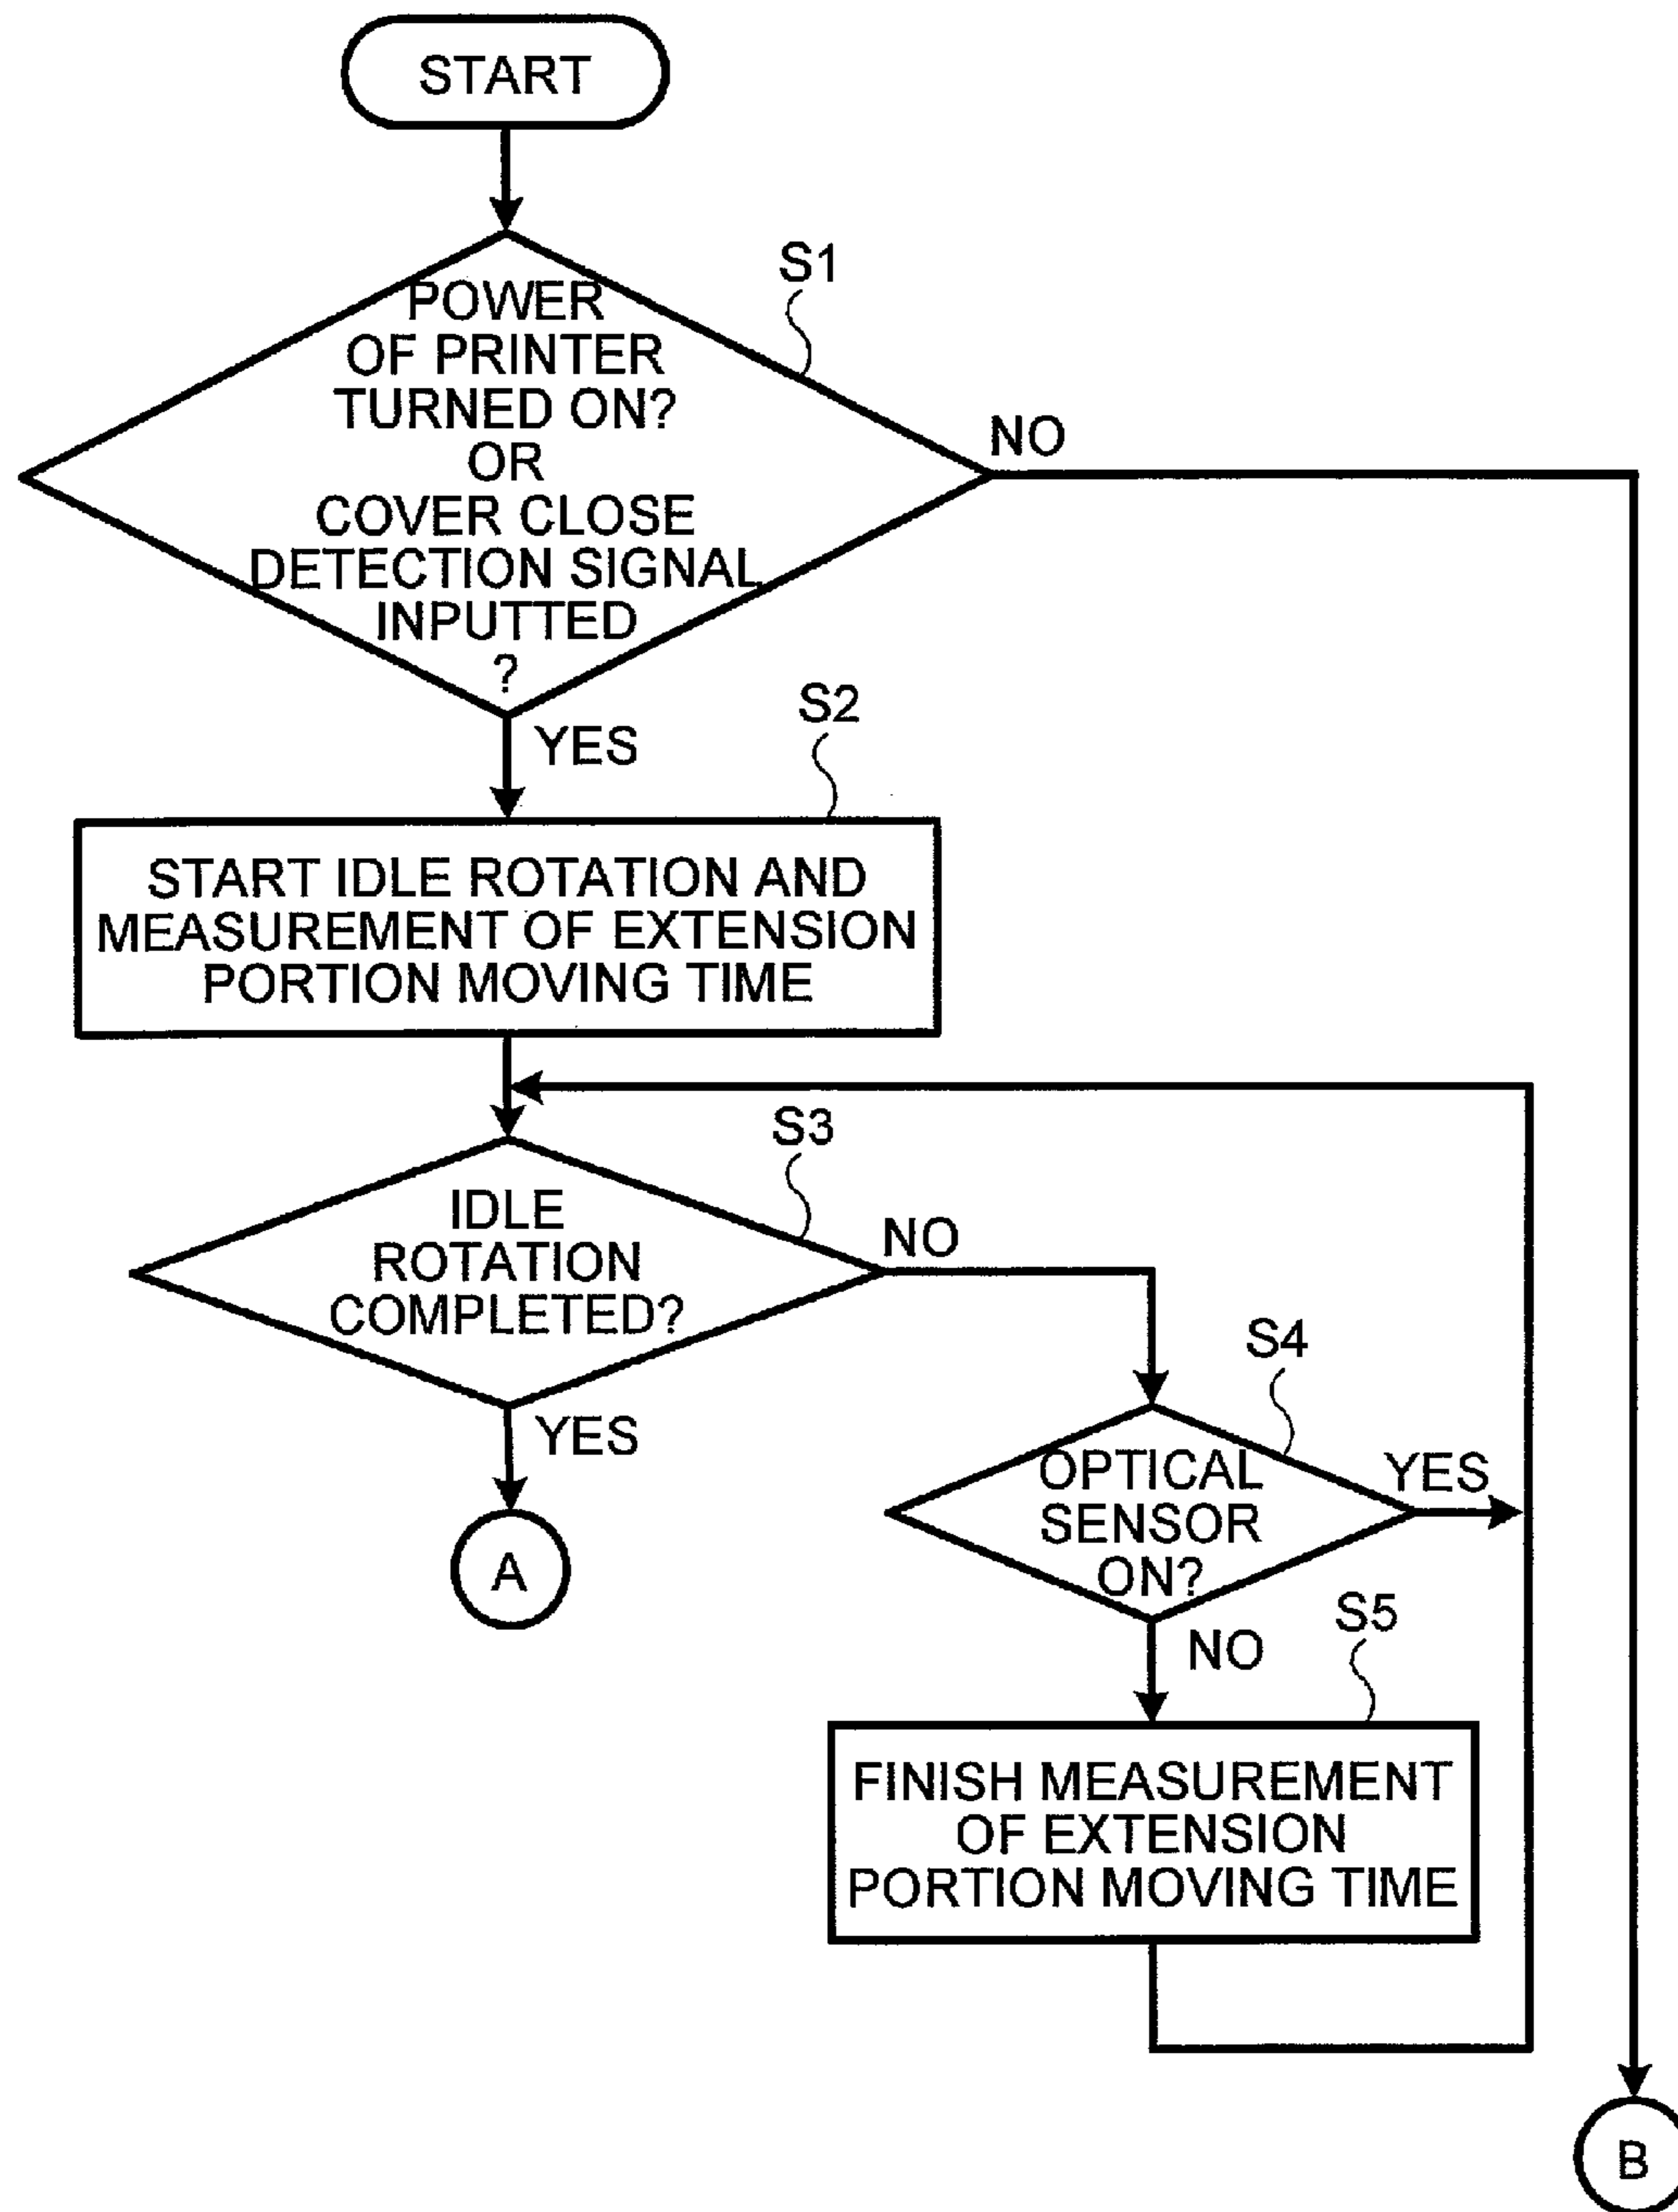 START
S1
POWER
OF PRINTER
TURNED ON?
OR
COVER CLOSE
DETECTION SIGNAL
INPUTTED
?
NO
YES
S2
START IDLE ROTATION AND
MEASUREMENT OF EXTENSION
PORTION MOVING TIME
S3
IDLE
ROTATION
COMPLETED?
NO
YES
A
S4
OPTICAL
SENSOR
ON?
YES
NO
S5
FINISH MEASUREMENT
OF EXTENSION
PORTION MOVING TIME
B